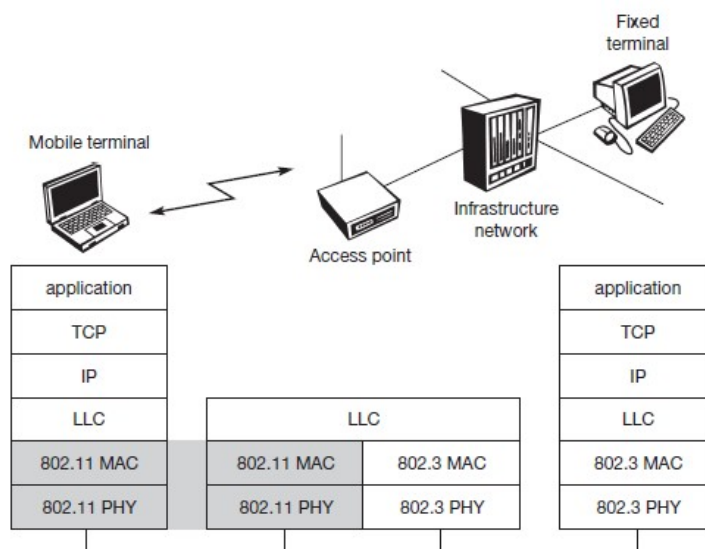 Fixed
terminal
Mobile terminal
Infrastructure
network
Access point
application
TCP
IP
LLC
802.11 MAC
802.11 PHY
LLC
802.11 MAC
802.3 MAC
802.11 PHY
802.3 PHY
application
TCP
IP
LLC
802.3 MAC
802.3 PHY